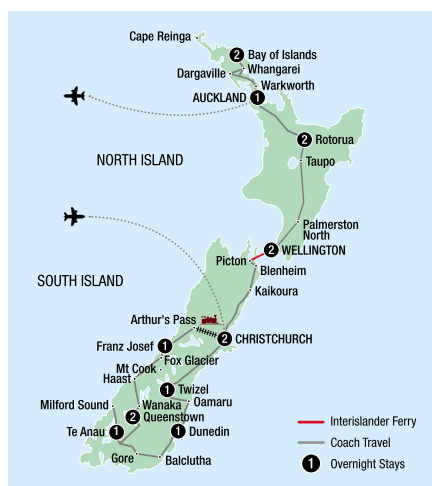 Cape Reinga
2
Bay of Islands
Whangarei
Dargaville
Warkworth
AUCKLAND
1
2
Rotorua
NORTH ISLAND
Taupo
Palmerston
North
2
WELLINGTON
Picton
Blenheim
SOUTH ISLAND
Kaikoura
Arthur's Pass
2
CHRISTCHURCH
Franz Josef
1
Fox Glacier
Mt Cook
Haast
1
Twizel
Oamaru
Milford Sound
Wanaka
2
Queenstown
Te Anau
1
1
Dunedin
Gore
Balclutha
Interislander Ferry
Coach Travel
1
Overnight Stays